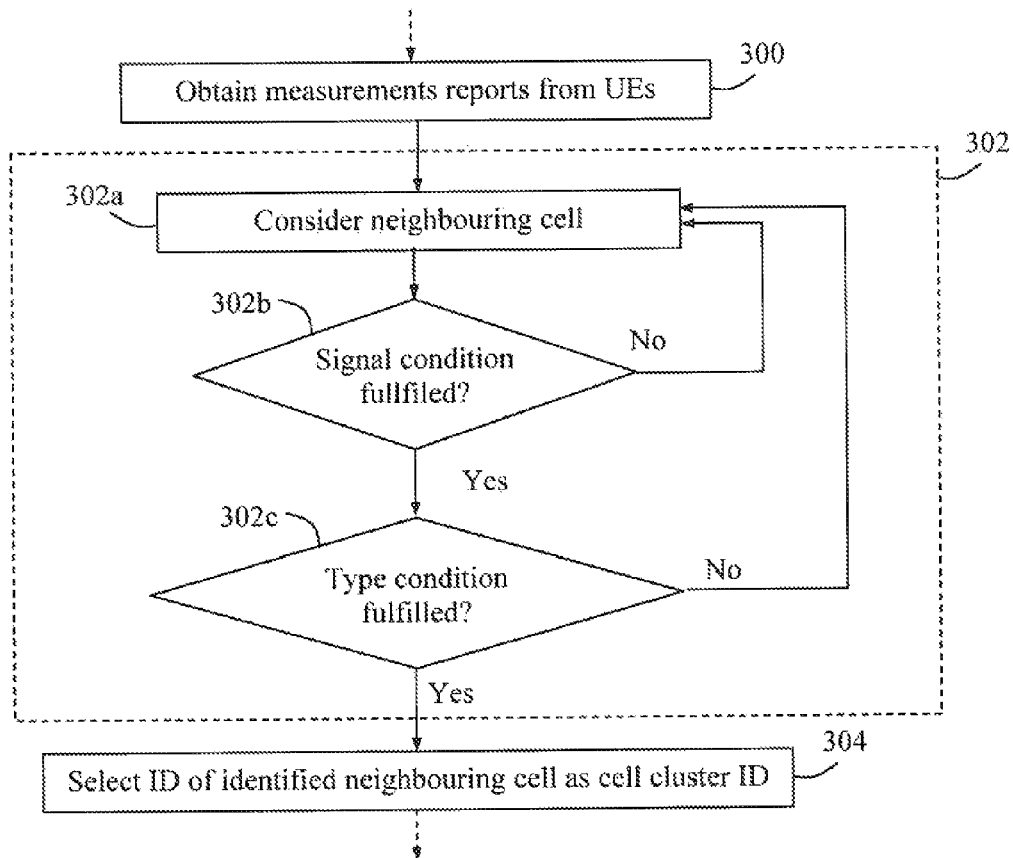 300
Obtain measurements reports from UEs
302
302a
Consider neighbouring cell
302b
No
Signal condition
fullfiled?
Yes
302c
No
Type condition
fulfilled?
Yes
304
Select ID of identified neighbouring cell as cell cluster ID